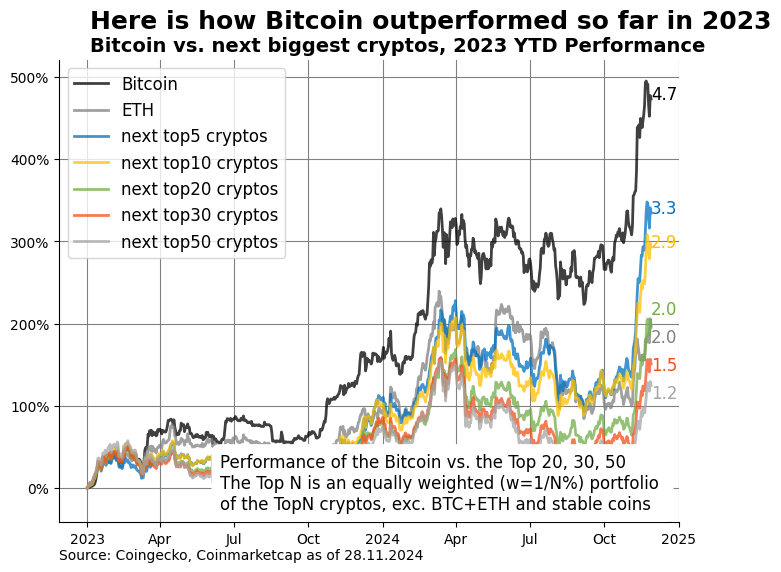 Here is how Bitcoin outperformed so far in 2023
Bitcoin vs. next biggest cryptos, 2023 YTD Performance
500%
400%
300%
200%
100%
0%
Bitcoin
ETH
next top5 cryptos
next top10 cryptos
next top20 cryptos
next top30 cryptos
next top50 cryptos
4.7
3.3
2.9
2.0
2.0
1.5
1.2
Performance of the Bitcoin vs. the Top 20, 30, 50
The Top N is an equally weighted (w=1/N%) portfolio
of the TopN cryptos, exc. BTC+ETH and stable coins
2023 Apr Jul Oct 2024 Apr Jul Oct 2025
Source: Coingecko, Coinmarketcap as of 28.11.2024